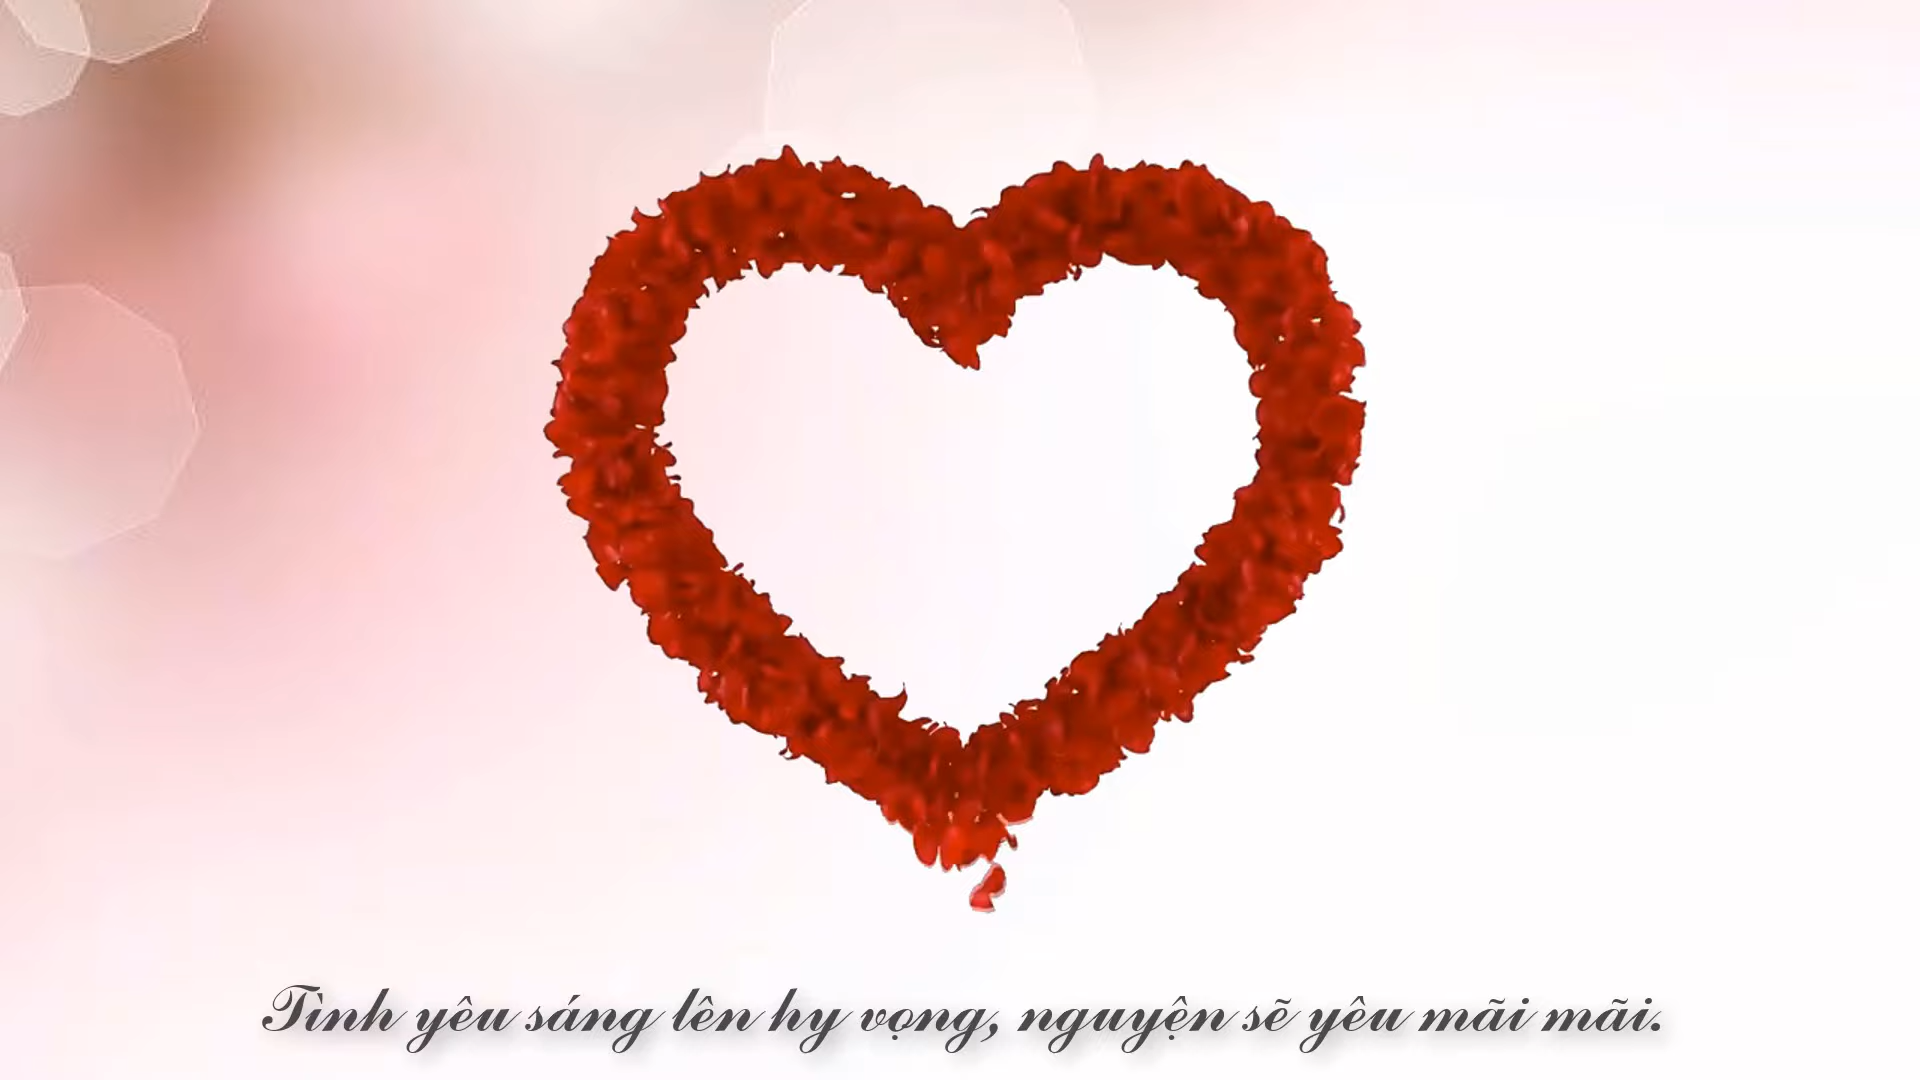 Tình yêu sáng lên hy vọng, nguyện sẽ yêu mãi mãi.